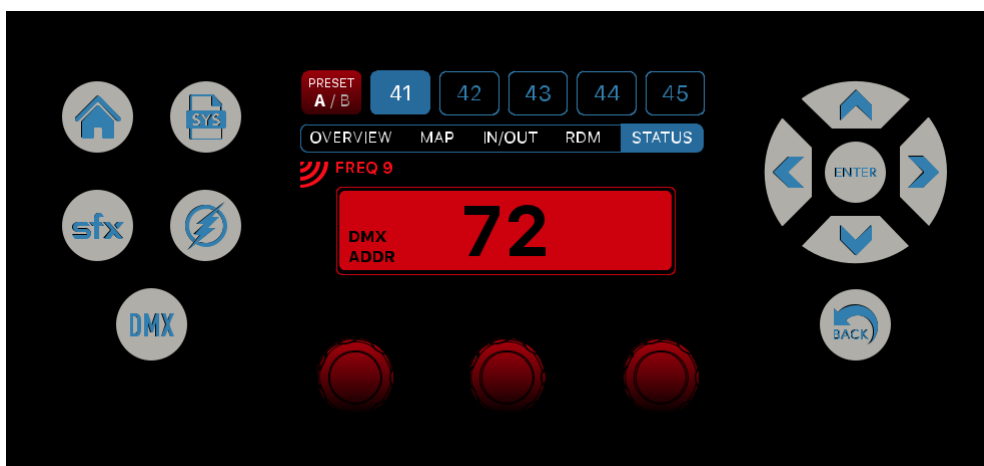 SYS
sfx
DMX
PRESET
A / B
41
42
43
44
45
OVERVIEW MAP IN/OUT RDM STATUS
FREQ 9
72
DMX
ADDR
ENTER
BACK